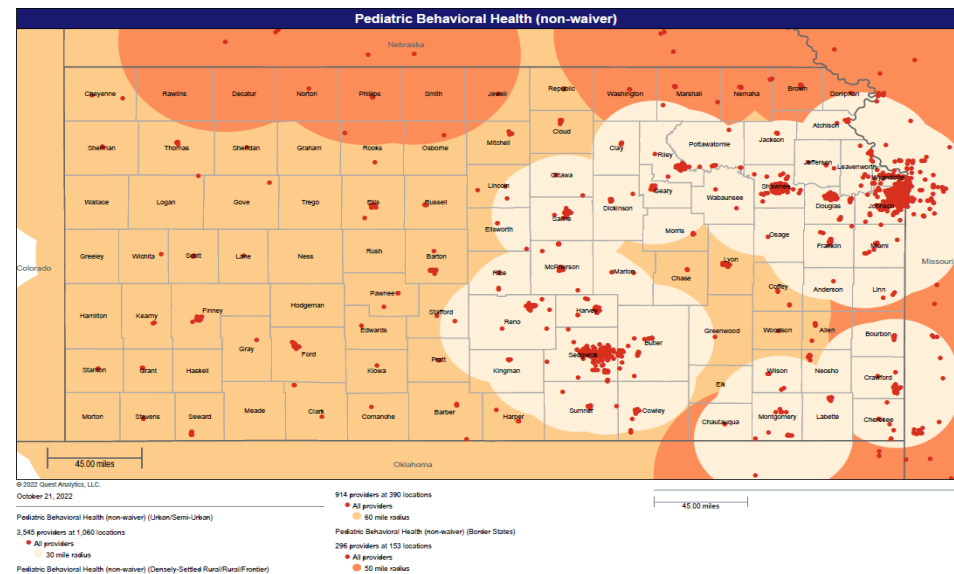 Pediatric Behavioral Health (non-waiver)
Nebraska
Cheyenne Rawlins Decatur Norton Phillips Smith Jewell Republic Washington Marshall Nemaha Brown Doniphan
Atchison
Sherman Thomas Sheridan Graham Rooks Osborne Mitchell Cloud Clay Riley Pottawatomie Jackson
Jefferson Leavenworth
Wyandotte
Wallace Logan Gove Trego Ellis Russell Lincoln Ottawa Dickinson Geary Wabaunsee Shawnee Douglas Johnson
Saline
Ellsworth Morris Osage Franklin Miami
Greeley Wichita Scott Lane Ness Rush Barton Rice McPherson Marion Chase Lyon
Colorado
Missouri
Pawnee Coffey Anderson Linn
Hamilton Kearny Finney Hodgeman Stafford Reno Harvey
Edwards Greenwood Woodson Allen Bourbon
Gray Ford Sedgwick Butler
Stanton Grant Haskell Kiowa Pratt Kingman Elk Wilson Neosho Crawford
Morton Stevens Seward Meade Clark Comanche Barber Harper Sumner Cowley Chautauqua Montgomery Labette Cherokee
45.00 miles
Oklahoma
© 2022 Quest Analytics, LLC.
October 21, 2022
Pediatric Behavioral Health (non-waiver) (Urban/Semi-Urban)
3,545 providers at 1,060 locations
All providers
30 mile radius
Pediatric Behavioral Health (non-waiver) (Densely-Settled Rural/Rural/Frontier)
914 providers at 390 locations
All providers
60 mile radius
Pediatric Behavioral Health (non-waiver) (Border States)
296 providers at 153 locations
All providers
50 mile radius
45.00 miles